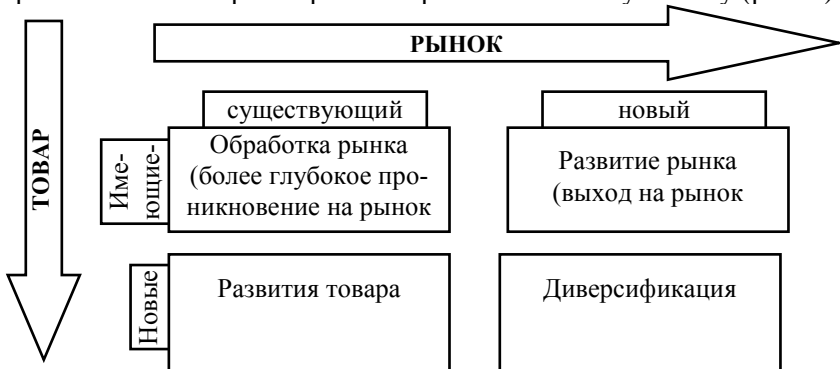 РЫНОК
ТОВАР
существующий
новый
Име-
ющие-
Обработка рынка
(более глубокое про-
никновение на рынок
Развитие рынка
(выход на рынок
Новые
Развития товара
Диверсификация